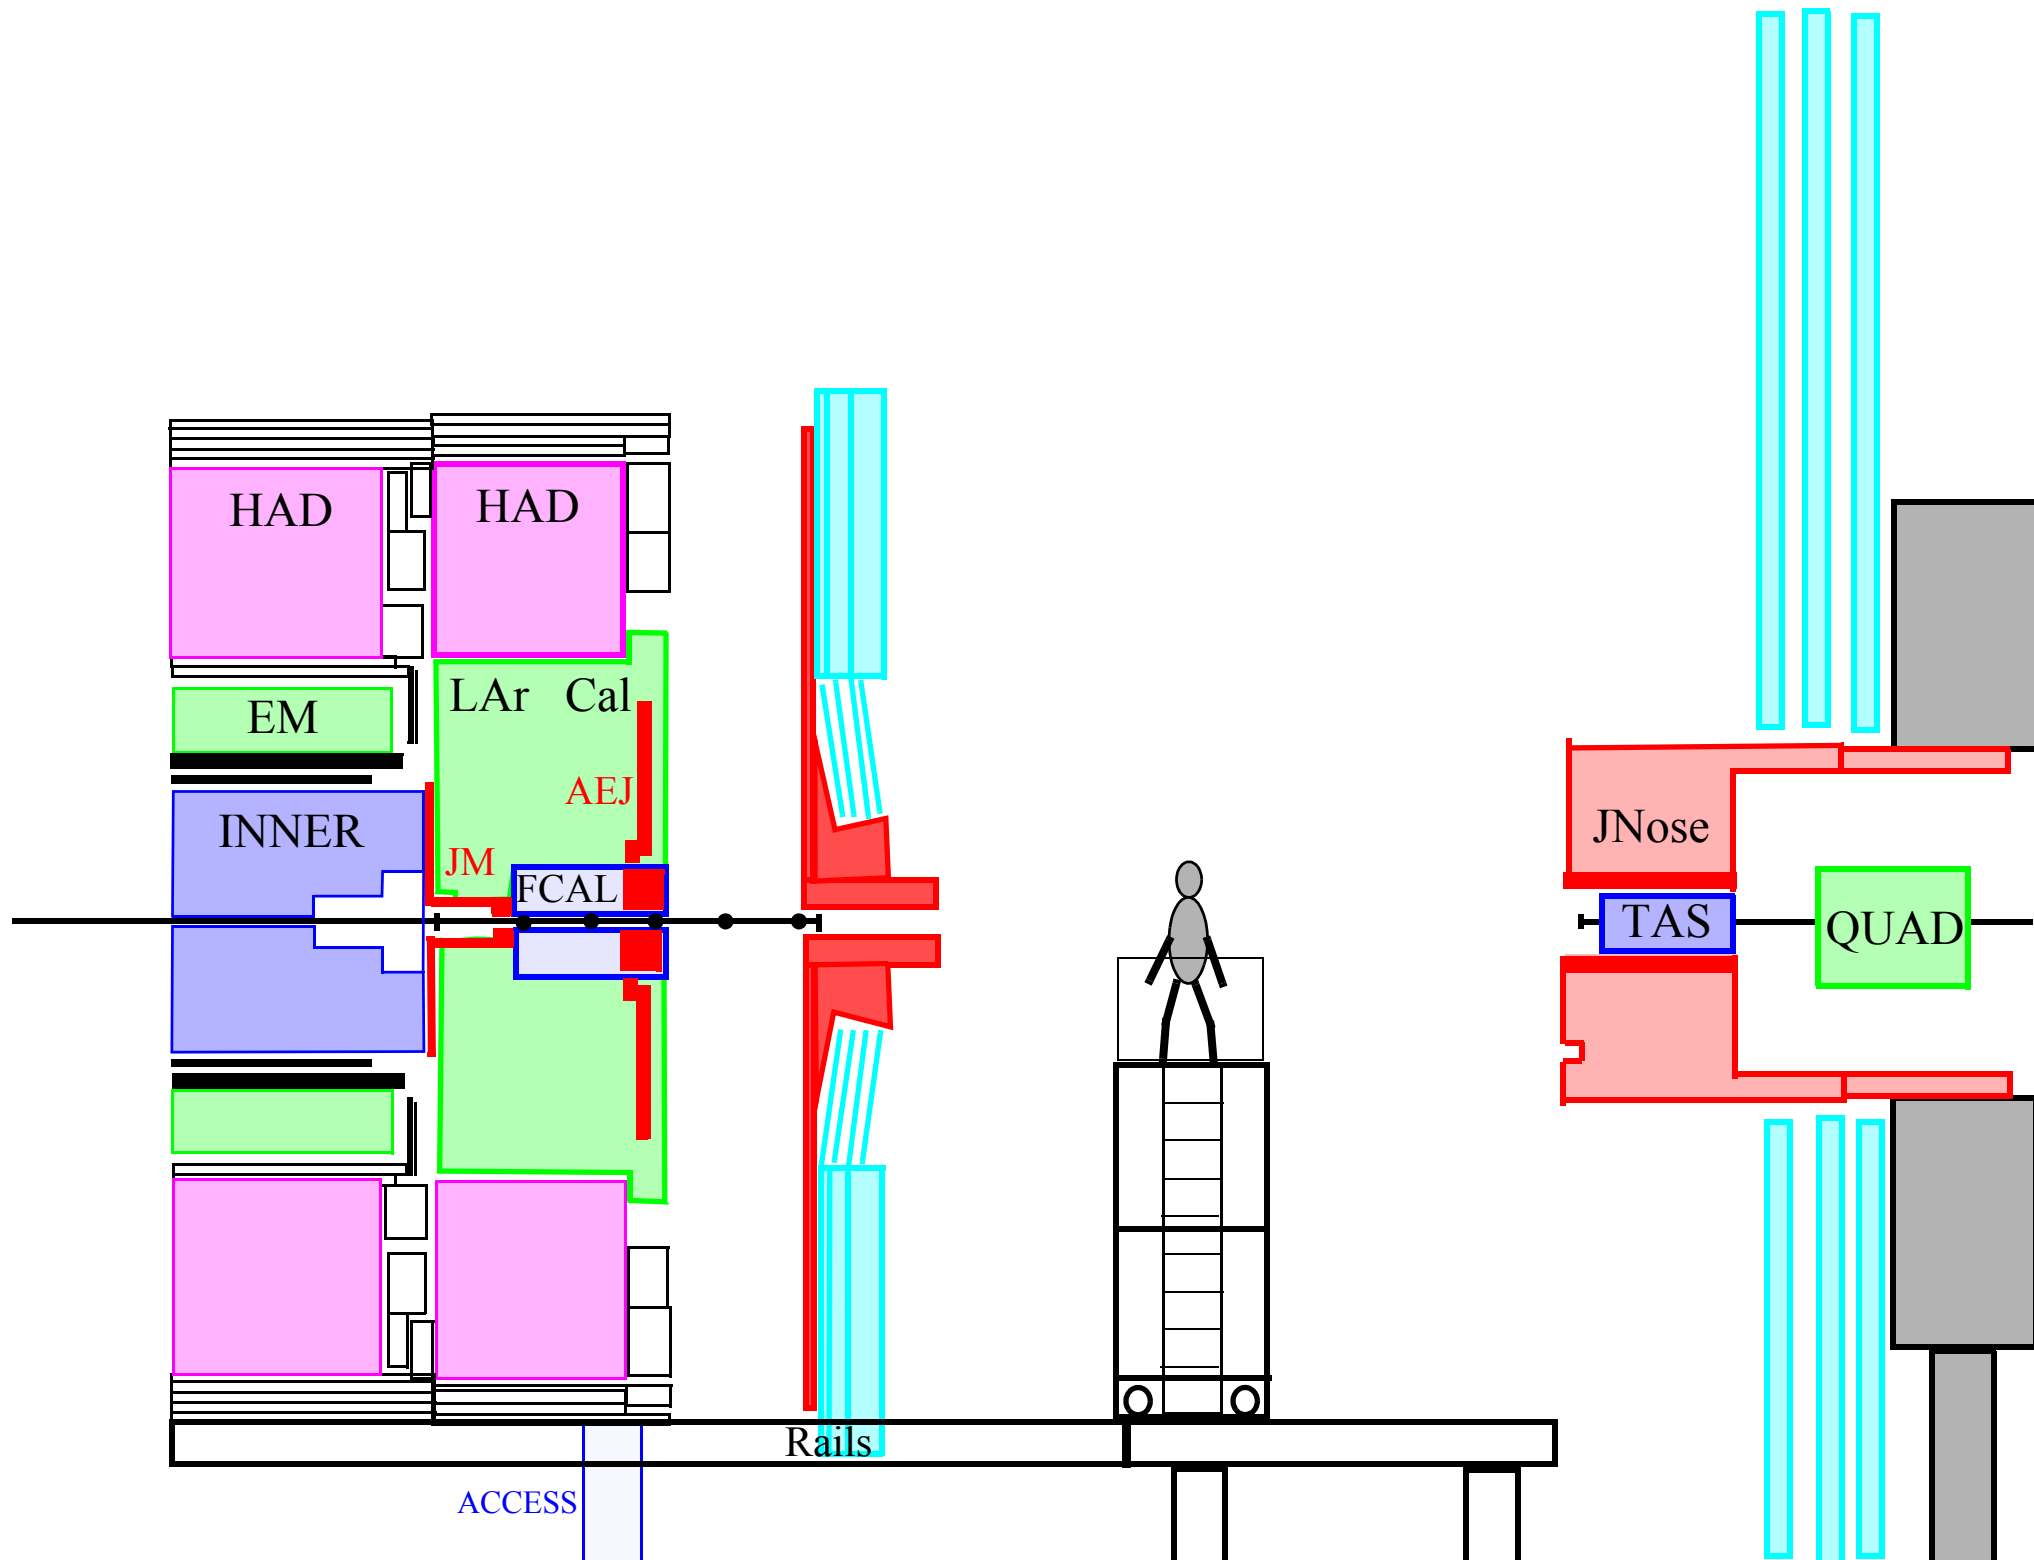 HAD
HAD
LAr Cal
EM
AEJ
INNER
JNose
JM
FCAL
TAS
QUAD
Rails
ACCESS